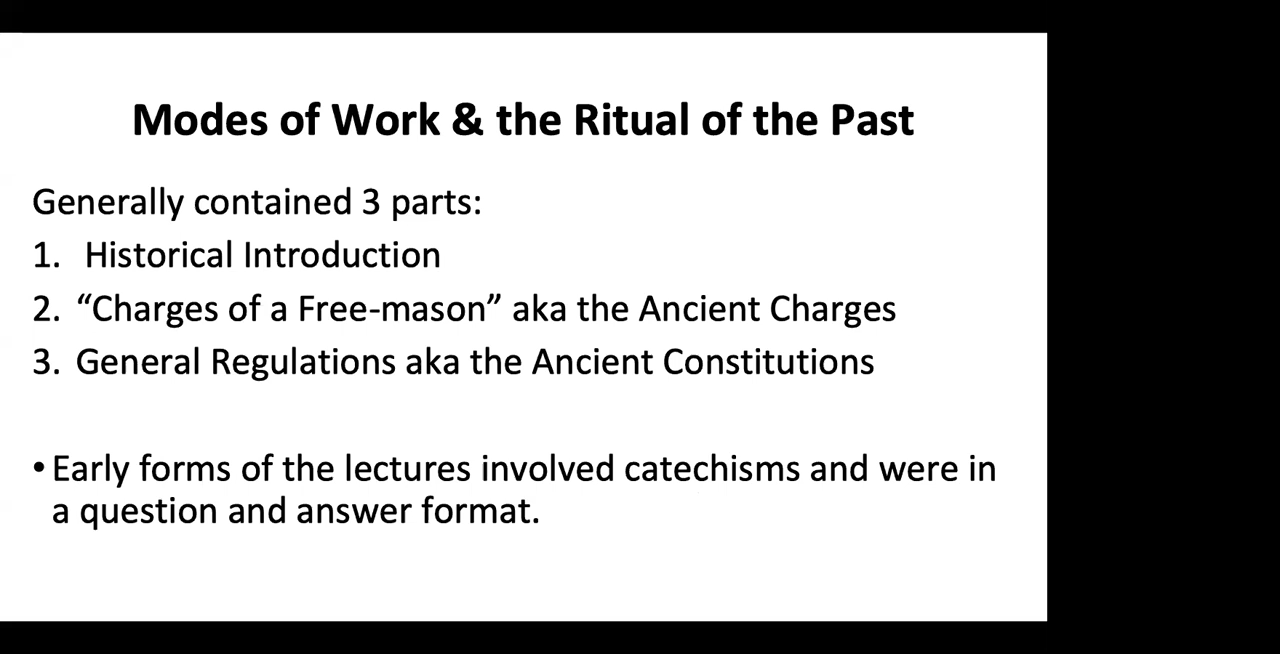 Modes of Work & the Ritual of the Past
Generally contained 3 parts:
1. Historical Introduction
2. “Charges of a Free-mason” aka the Ancient Charges
3. General Regulations aka the Ancient Constitutions
• Early forms of the lectures involved catechisms and were in
a question and answer format.